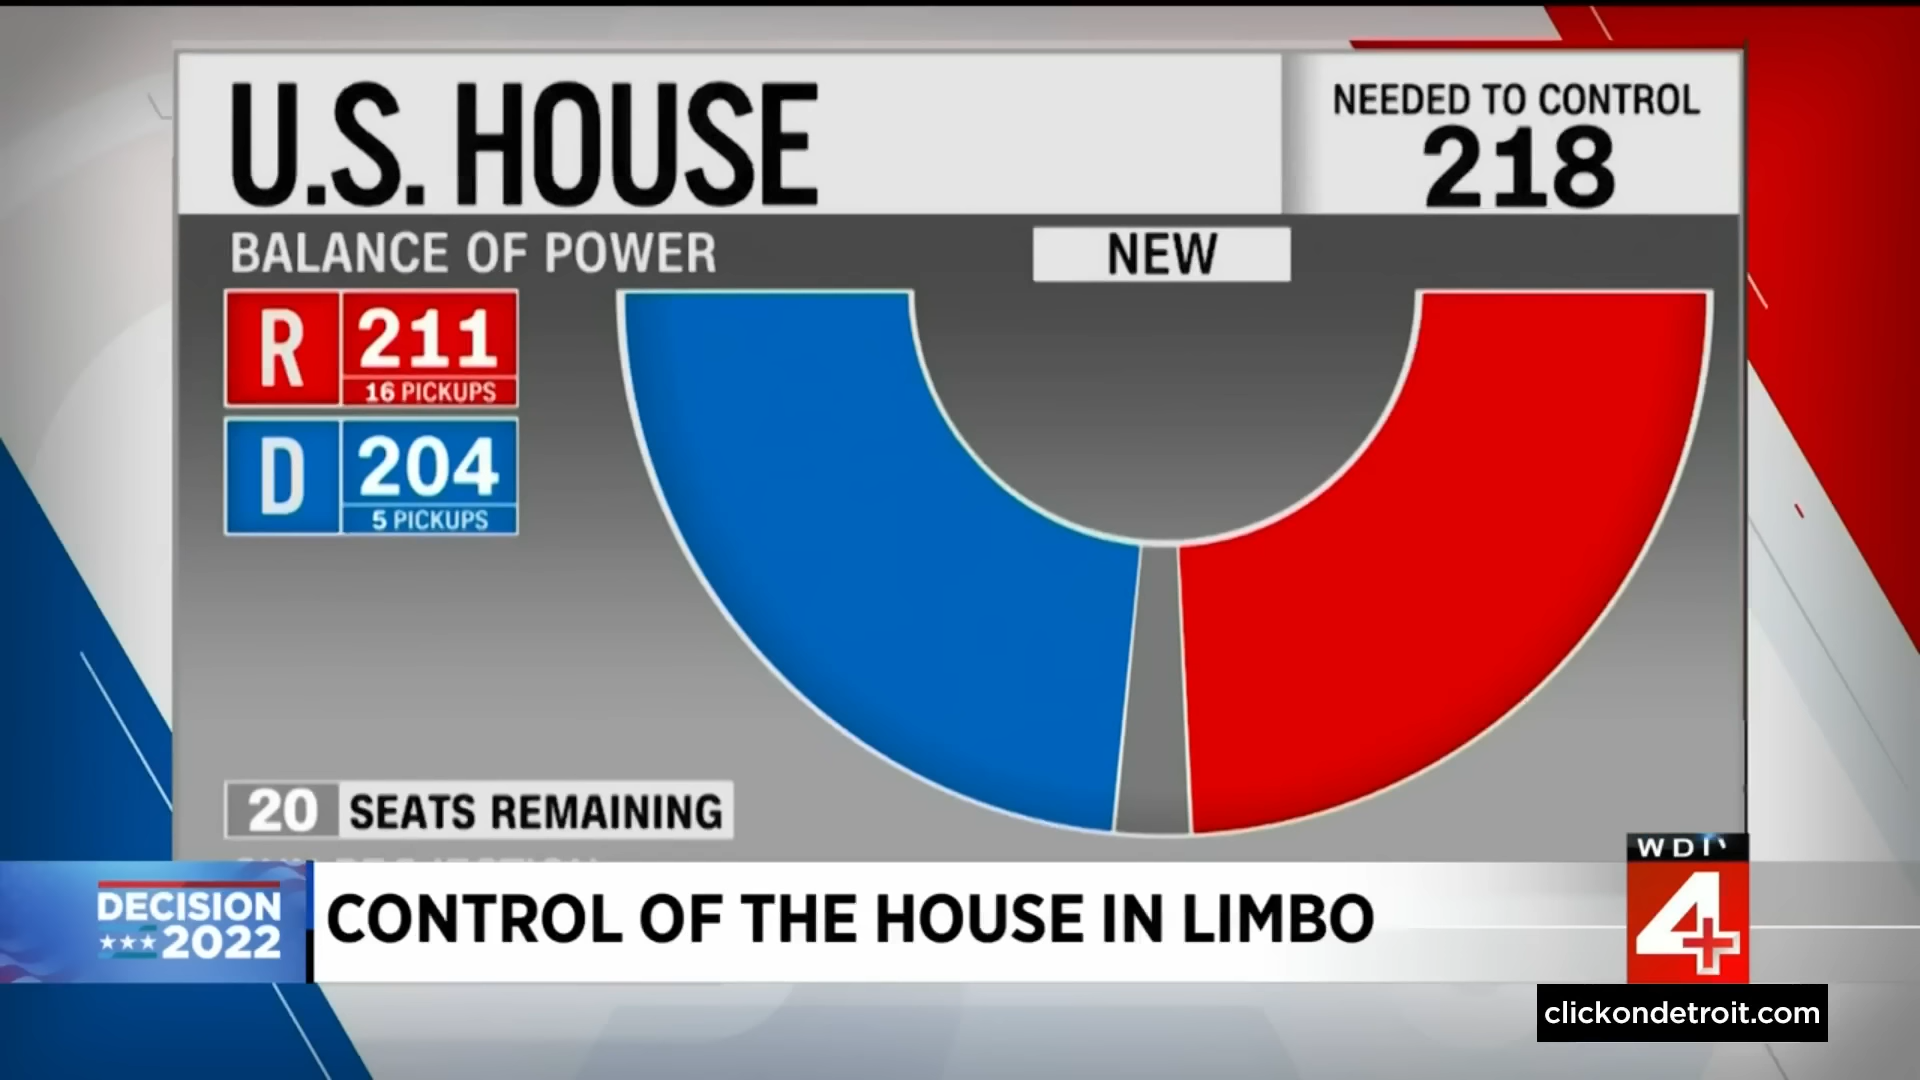 U.S. HOUSE
NEEDED TO CONTROL
218
BALANCE OF POWER
NEW
R 211
16 PICKUPS
D 204
5 PICKUPS
20 SEATS REMAINING
DECISION
2022
CONTROL OF THE HOUSE IN LIMBO
4+
clickondetroit.com